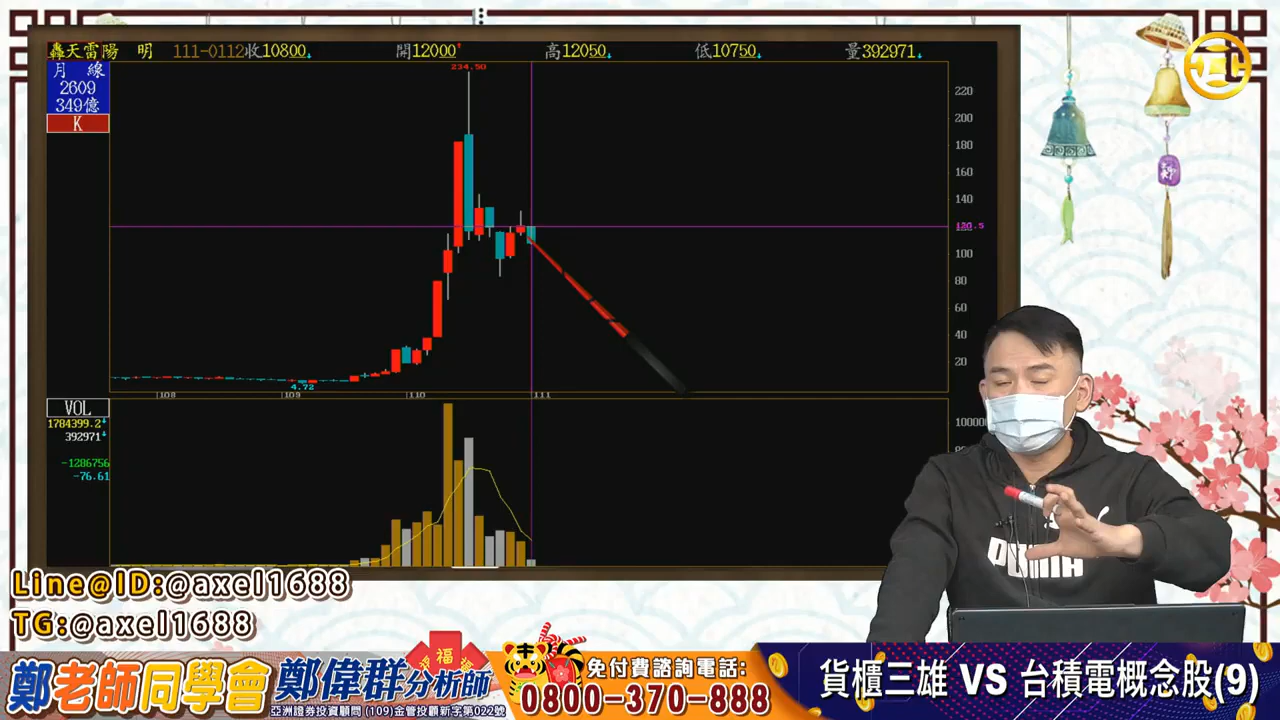 轟天雷陽 明 111-0112收10800↓ 開12000↑ 高12050↓ 低10750↓ 量392971↓
月 線
2609
349億
K
234.50
220
200
180
160
140
120.5
100
80
60
40
20
4.72
108 109 110 111
VOL
1784399.2↓
392971↓
-1286756
-76.61
PUMA
Line@ID:@axel1688
TG:@axel1688
鄭老師同學會
鄭偉群分析師
福
亞洲證券投資顧問 (109)金管投顧新字第022號
免付費諮詢電話:
0800-370-888
貨櫃三雄 VS 台積電概念股(9)